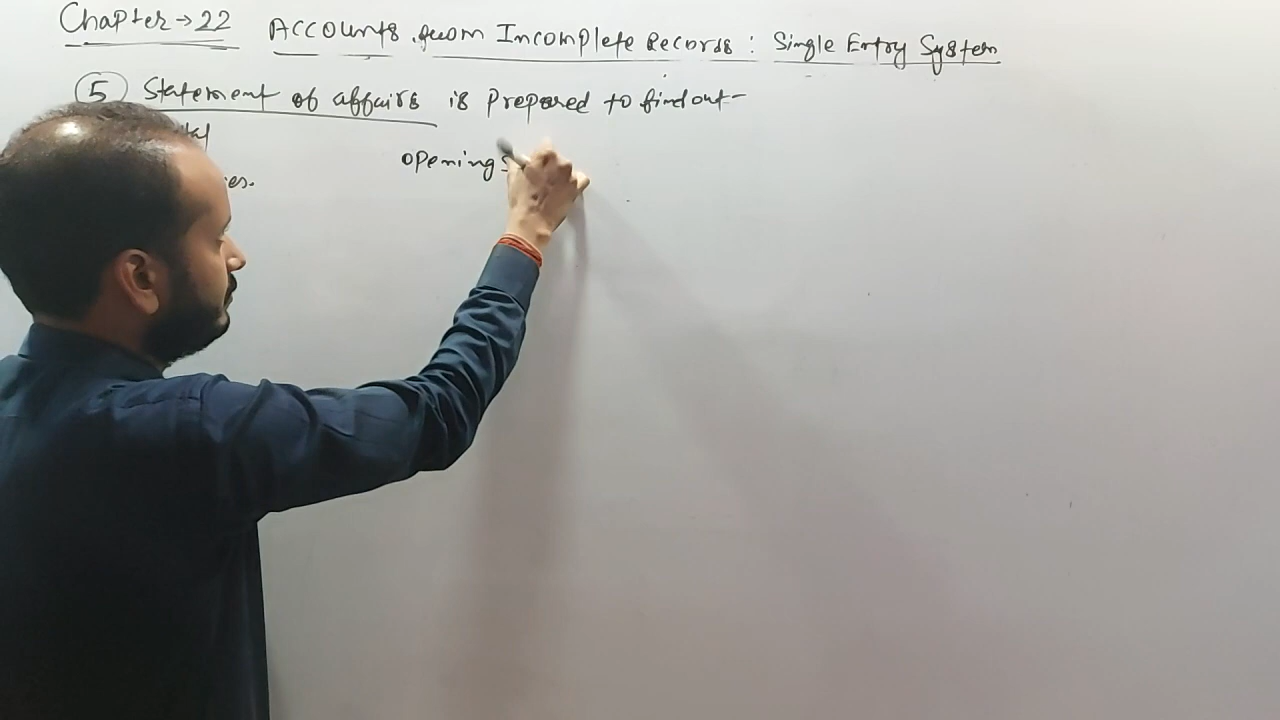 Chapter → 22 Accounts from Incomplete Records : Single Entry System
5 Statement of affairs is prepared to find out -
opening